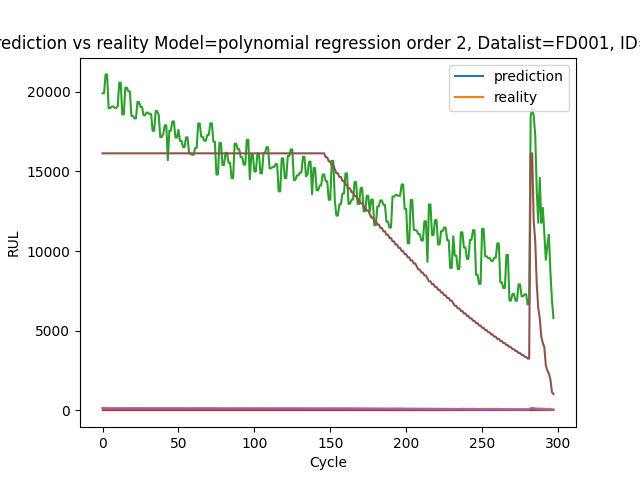 rediction vs reality Model=polynomial regression order 2, Datalist=FD001, ID=
prediction
reality
20000
15000
10000
5000
0
RUL
0 50 100 150 200 250 300
Cycle